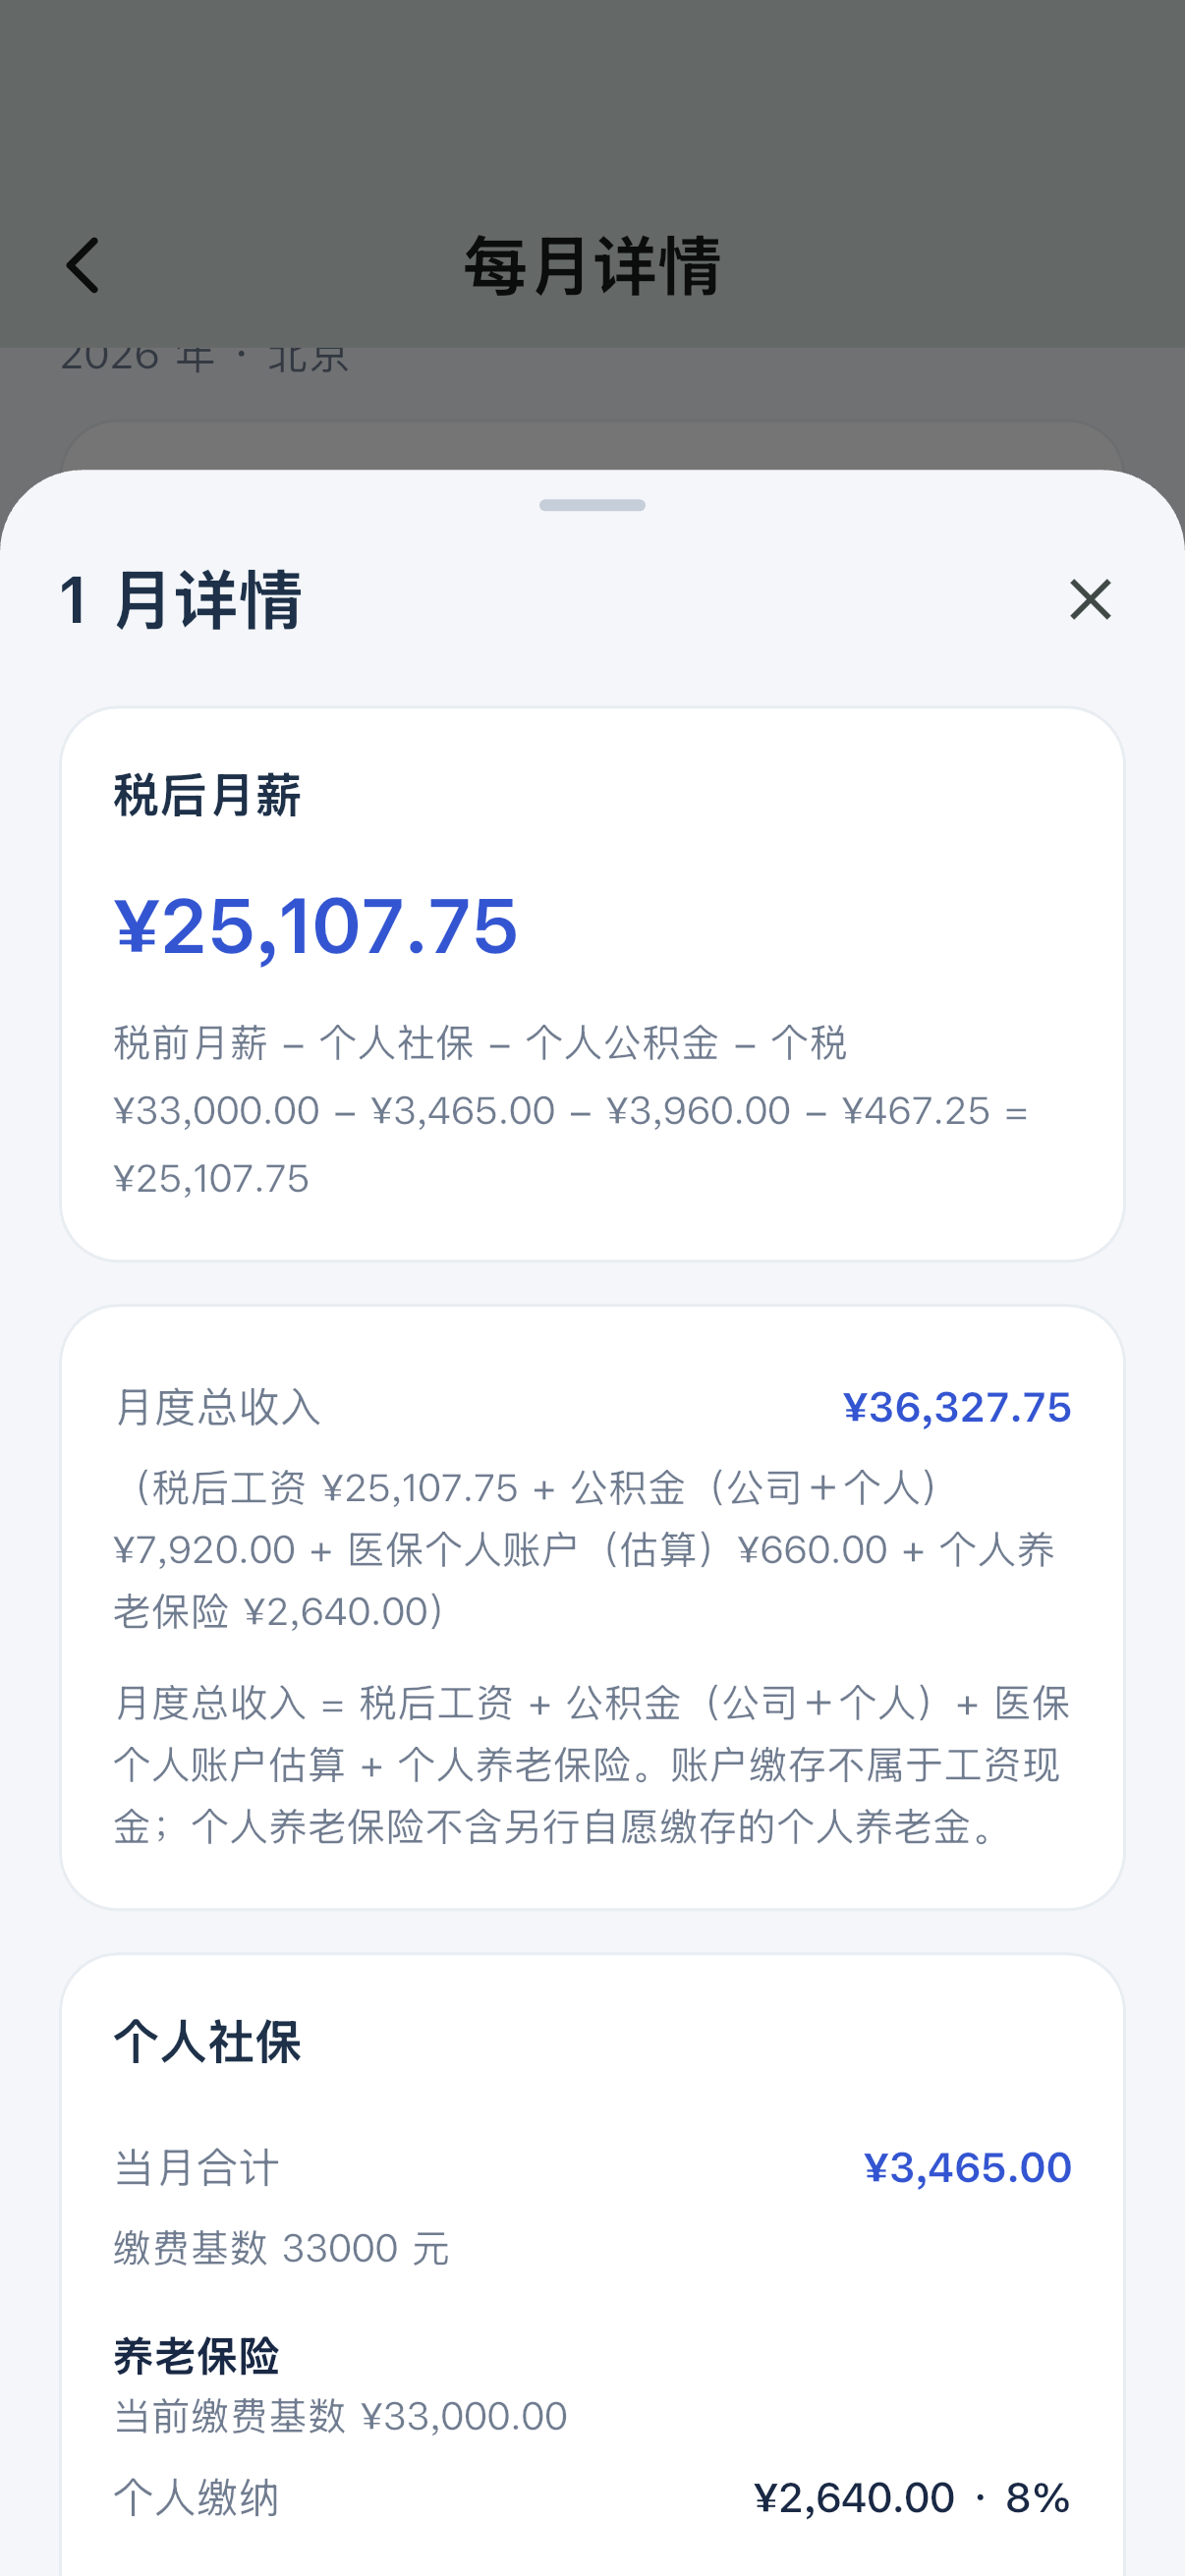 每月详情
2026 年 · 北京
1 月详情
税后月薪
¥25,107.75
税前月薪 – 个人社保 – 个人公积金 – 个税
¥33,000.00 – ¥3,465.00 – ¥3,960.00 – ¥467.25 =
¥25,107.75
月度总收入 ¥36,327.75
（税后工资 ¥25,107.75 + 公积金（公司＋个人）
¥7,920.00 + 医保个人账户（估算）¥660.00 + 个人养
老保险 ¥2,640.00）
月度总收入 = 税后工资 + 公积金（公司＋个人）+ 医保
个人账户估算 + 个人养老保险。账户缴存不属于工资现
金；个人养老保险不含另行自愿缴存的个人养老金。
个人社保
当月合计 ¥3,465.00
缴费基数 33000 元
养老保险
当前缴费基数 ¥33,000.00
个人缴纳 ¥2,640.00 · 8%